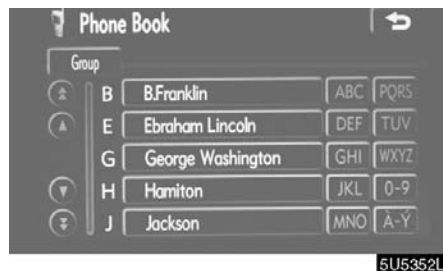 Phone Book
Group
B B.Franklin ABC PQRS
E Ebraham Lincoln DEF TUV
G George Washington GHI WXYZ
H Hamiton JKL 0-9
J Jackson MNO À-Ý
5U5352L